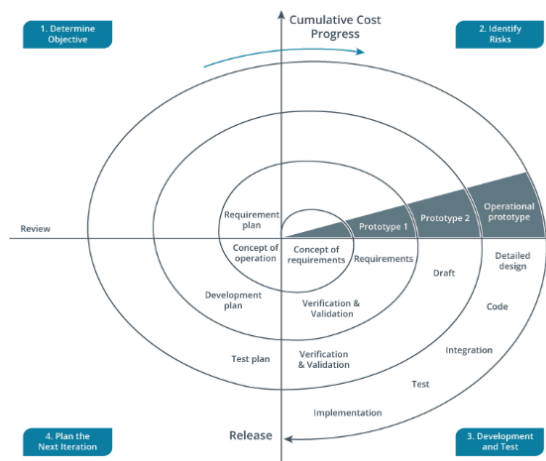 1. Determine
Objective
Cumulative Cost
Progress
2. Identify
Risks
Requirement
plan
Prototype 1
Prototype 2
Operational
prototype
Review
Concept of
operation
Concept of
requirements
Requirements
Draft
Detailed
design
Development
plan
Verification &
Validation
Code
Test plan
Verification
& Validation
Integration
Test
Implementation
4. Plan the
Next Iteration
Release
3. Development
and Test